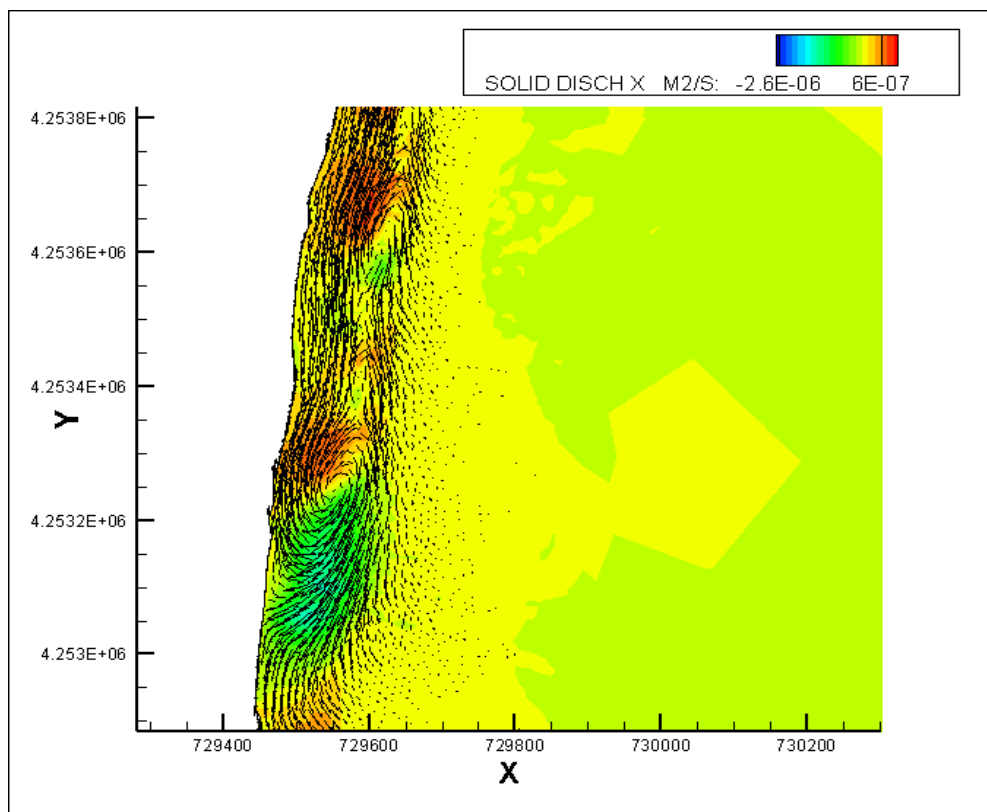 SOLID DISCH X M2/S: -2.6E-06 6E-07
4.2538E+06
4.2536E+06
4.2534E+06
Y
4.2532E+06
4.253E+06
729400 729600 729800 730000 730200
X